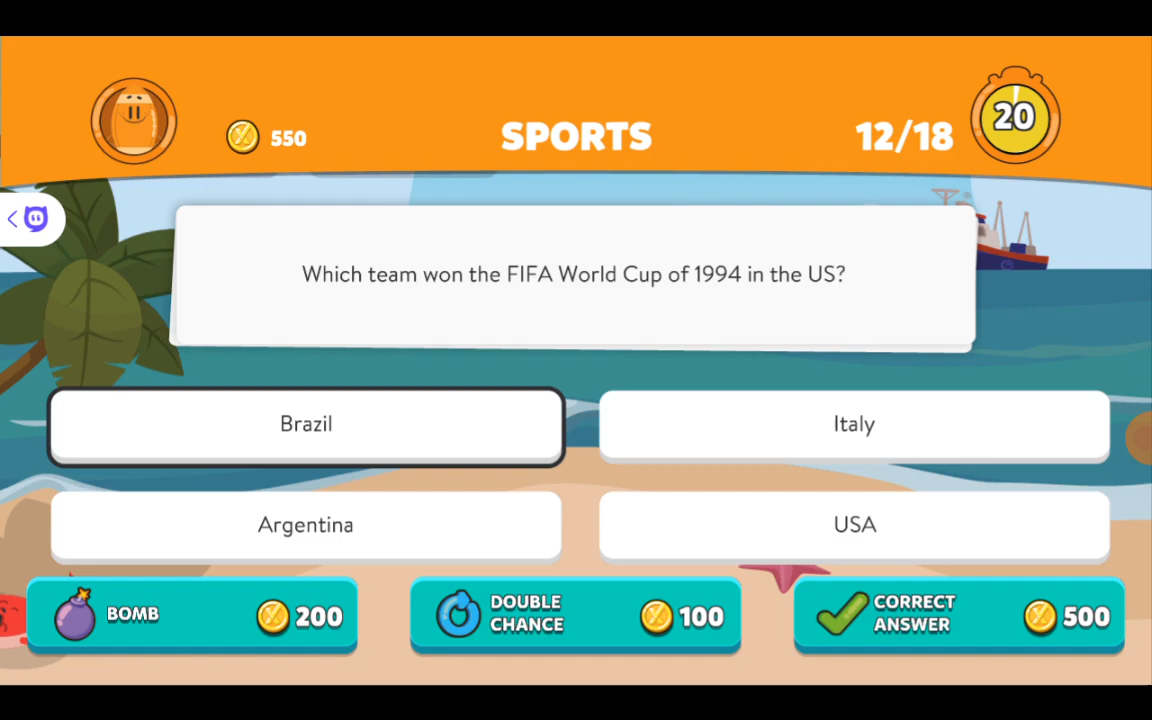 550
SPORTS
12/18
20
Which team won the FIFA World Cup of 1994 in the US?
Brazil
Italy
Argentina
USA
BOMB
200
DOUBLE
CHANCE
100
CORRECT
ANSWER
500